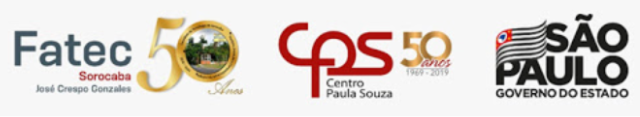 Fatec
Sorocaba
José Crespo Gonzales
50
Anos
CPS
Centro
Paula Souza
50
anos
1969 - 2019
SÃO
PAULO
GOVERNO DO ESTADO